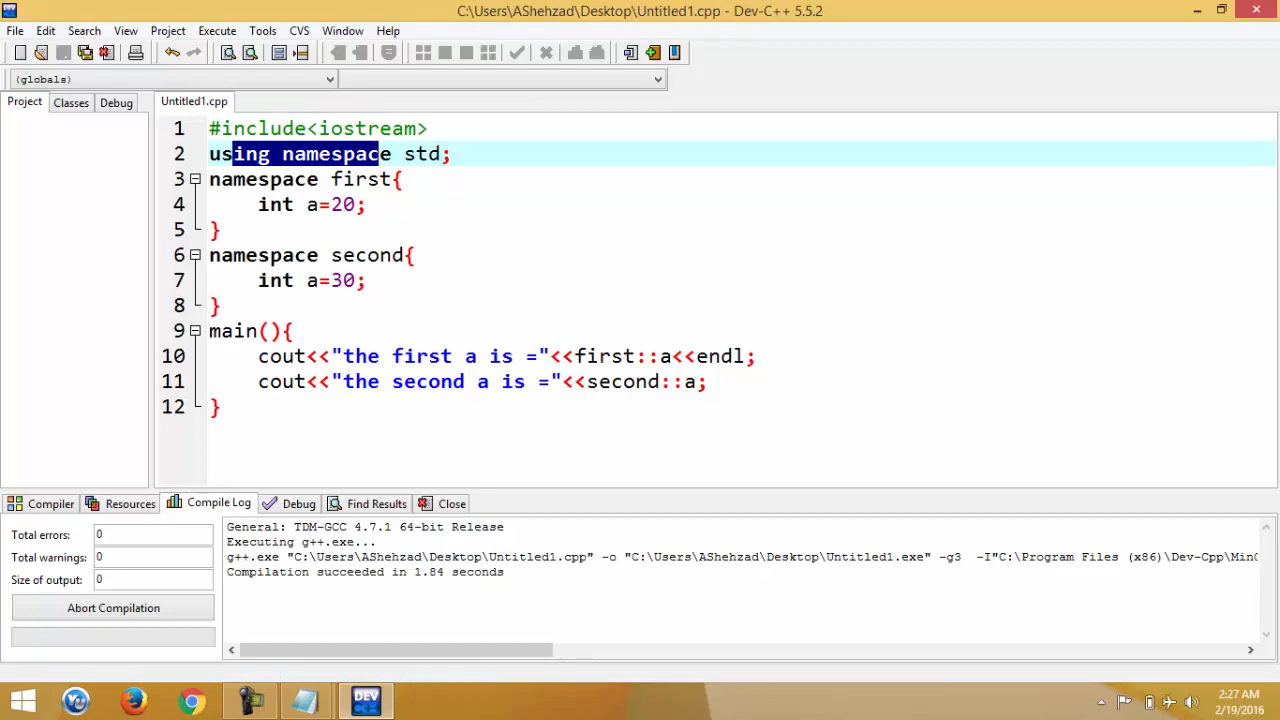 C:\Users\AShehzad\Desktop\Untitled1.cpp - Dev-C++ 5.5.2
File Edit Search View Project Execute Tools CVS Window Help
(globals)
Project Classes Debug Untitled1.cpp
1 #include<iostream>
2 using namespace std;
3 namespace first{
4 int a=20;
5 }
6 namespace second{
7 int a=30;
8 }
9 main(){
10 cout<<"the first a is ="<<first::a<<endl;
11 cout<<"the second a is ="<<second::a;
12 }
Compiler Resources Compile Log Debug Find Results Close
Total errors: 0
Total warnings: 0
Size of output: 0
Abort Compilation
General: TDM-GCC 4.7.1 64-bit Release
Executing g++.exe...
g++.exe "C:\Users\AShehzad\Desktop\Untitled1.cpp" -o "C:\Users\AShehzad\Desktop\Untitled1.exe" -g3 -I"C:\Program Files (x86)\Dev-Cpp\Min
Compilation succeeded in 1.84 seconds
DEV
2:27 AM
2/19/2016